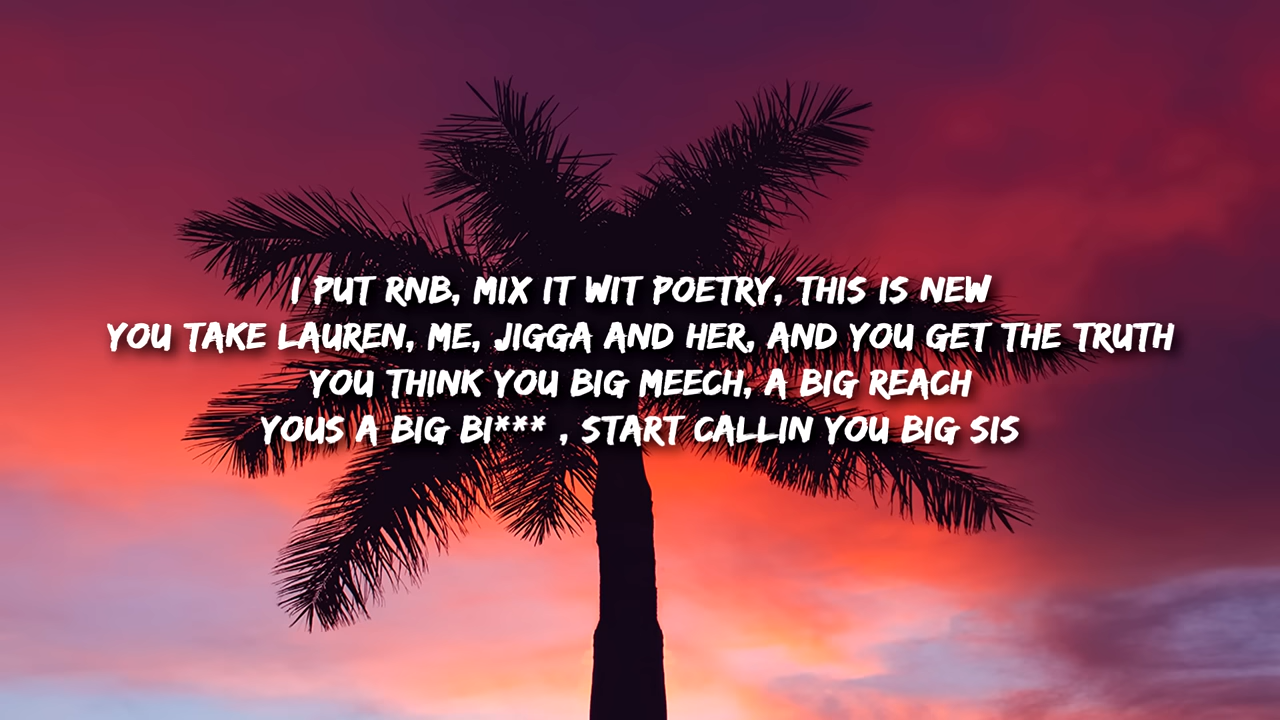 I PUT RNB, MIX IT WIT POETRY, THIS IS NEW
YOU TAKE LAUREN, ME, JIGGA AND HER, AND YOU GET THE TRUTH
YOU THINK YOU BIG MEECH, A BIG REACH
YOUS A BIG BI*** , START CALLIN YOU BIG SIS